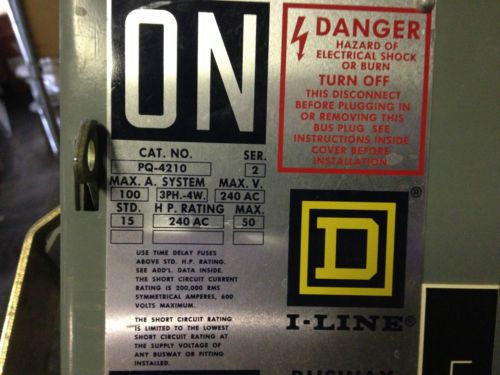 ON
DANGER
HAZARD OF
ELECTRICAL SHOCK
OR BURN
TURN OFF
THIS DISCONNECT
BEFORE PLUGGING IN
OR REMOVING THIS
BUS PLUG SEE
INSTRUCTIONS INSIDE
COVER BEFORE
INSTALLATION
CAT. NO. SER.
PQ-4210 2
MAX. A. SYSTEM MAX. V.
100 3PH.-4W. 240 AC
STD. H P. RATING MAX.
15 240 AC 50
USE TIME DELAY FUSES
ABOVE STD. H.P. RATING.
SEE ADD'L. DATA INSIDE.
THE SHORT CIRCUIT CURRENT
RATING IS 200,000 RMS
SYMMETRICAL AMPERES, 600
VOLTS MAXIMUM.
THE SHORT CIRCUIT RATING
IS LIMITED TO THE LOWEST
SHORT CIRCUIT RATING AT
THE SUPPLY VOLTAGE OF
ANY BUSWAY OR FITTING
INSTALLED.
D ®
I-LINE®
BUSWAY